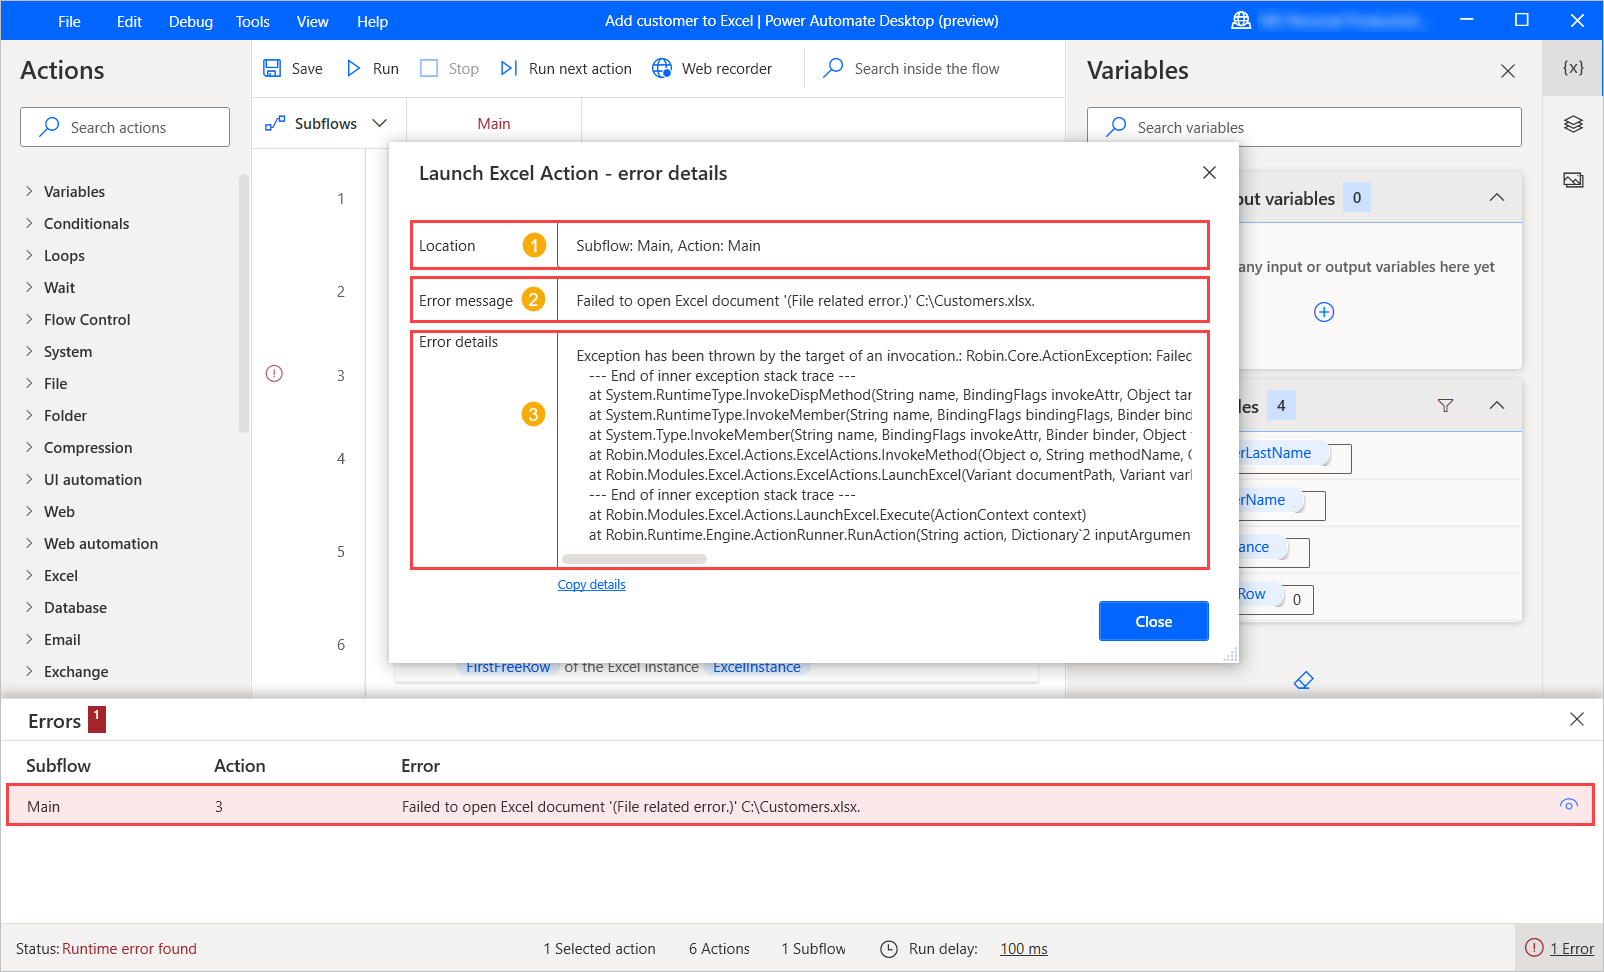 File Edit Debug Tools View Help Add customer to Excel | Power Automate Desktop (preview)
Actions
Search actions
Variables
Conditionals
Loops
Wait
Flow Control
System
File
Folder
Compression
UI automation
Web
Web automation
Excel
Database
Email
Exchange
Save Run Stop Run next action Web recorder Search inside the flow
Subflows Main
1
2
3
4
5
6
Launch Excel Action - error details
Location 1 Subflow: Main, Action: Main
Error message 2 Failed to open Excel document '(File related error.)' C:\Customers.xlsx.
Error details
3
Exception has been thrown by the target of an invocation.: Robin.Core.ActionException: Failed
--- End of inner exception stack trace ---
at System.RuntimeType.InvokeDispMethod(String name, BindingFlags invokeAttr, Object tar
at System.RuntimeType.InvokeMember(String name, BindingFlags bindingFlags, Binder bind
at System.Type.InvokeMember(String name, BindingFlags invokeAttr, Binder binder, Object
at Robin.Modules.Excel.Actions.ExcelActions.InvokeMethod(Object o, String methodName, O
at Robin.Modules.Excel.Actions.ExcelActions.LaunchExcel(Variant documentPath, Variant vari
--- End of inner exception stack trace ---
at Robin.Modules.Excel.Actions.LaunchExcel.Execute(ActionContext context)
at Robin.Runtime.Engine.ActionRunner.RunAction(String action, Dictionary`2 inputArgument
Copy details
Close
FirstFreeRow of the Excel instance ExcelInstance
Variables
{x}
Search variables
out variables 0
any input or output variables here yet
les 4
rLastName
rName
ance
Row 0
Errors 1
Subflow Action Error
Main 3 Failed to open Excel document '(File related error.)' C:\Customers.xlsx.
Status: Runtime error found 1 Selected action 6 Actions 1 Subflow Run delay: 100 ms 1 Error